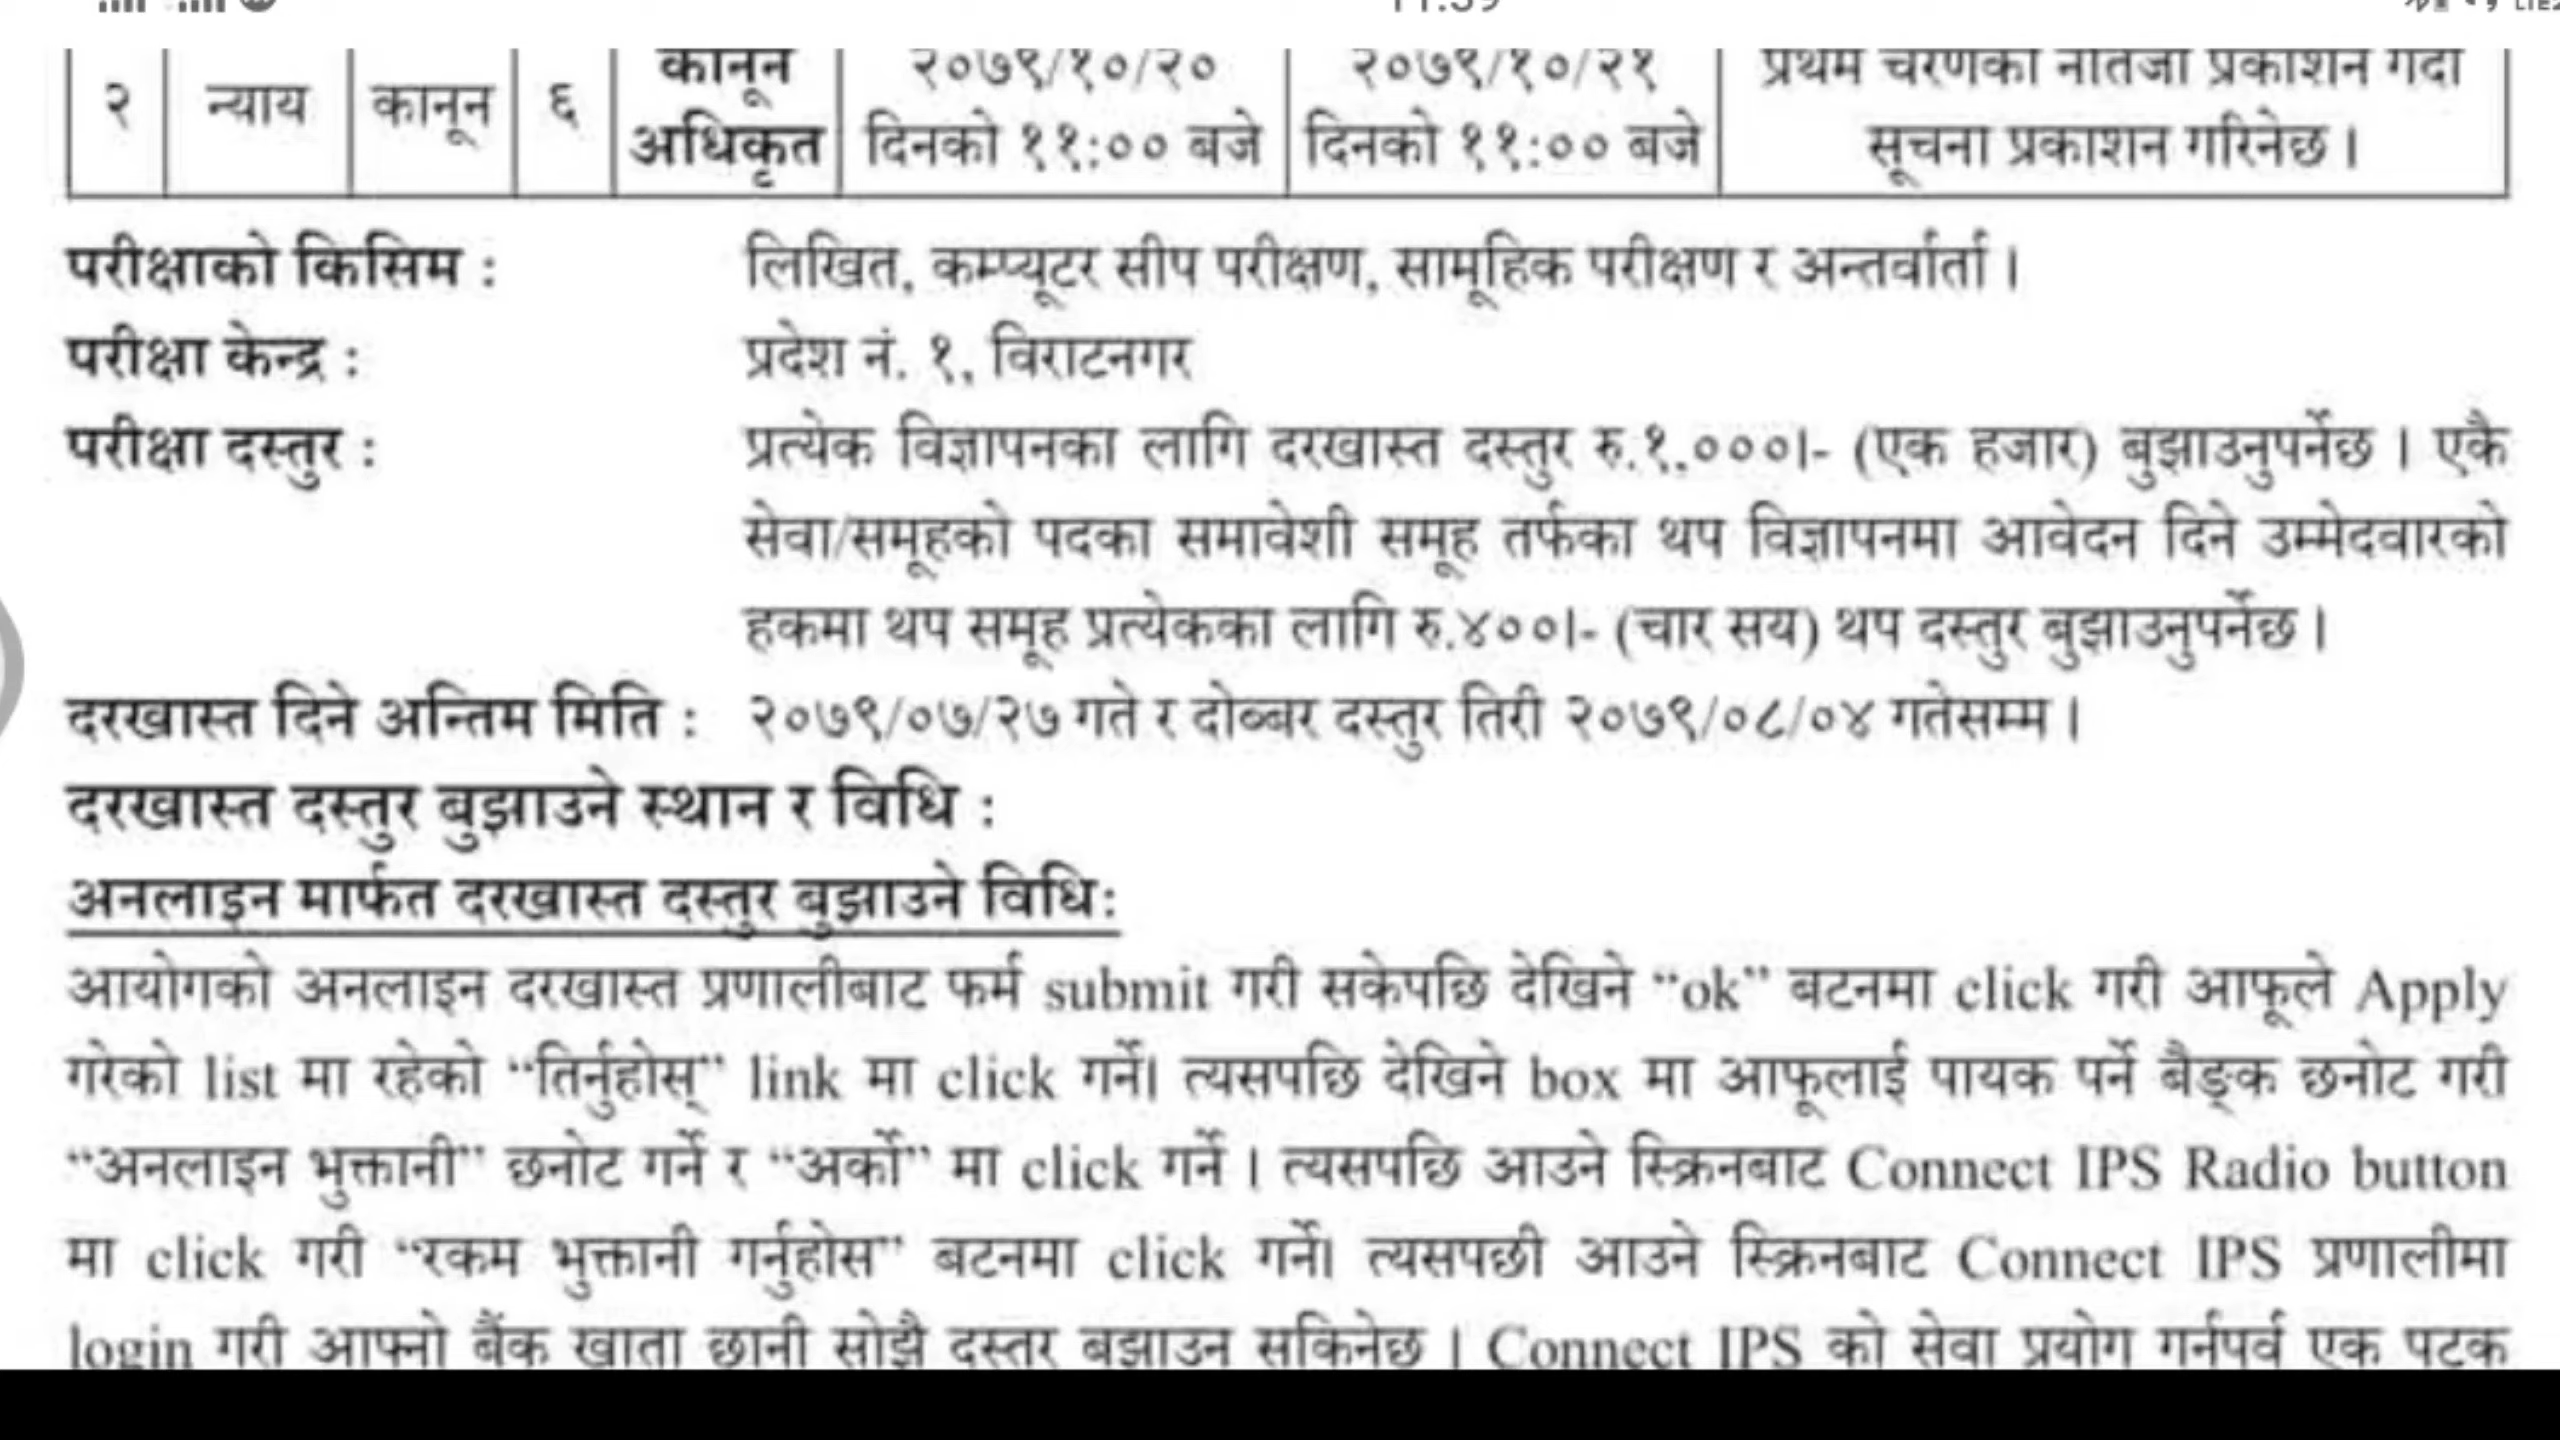 11:39
२ न्याय कानून ६ कानून अधिकृत २०७९/१०/२० दिनको ११:०० बजे २०७९/१०/२१ दिनको ११:०० बजे प्रथम चरणको नतिजा प्रकाशन गर्दा सूचना प्रकाशन गरिनेछ ।
परीक्षाको किसिम : लिखित, कम्प्यूटर सीप परीक्षण, सामूहिक परीक्षण र अन्तर्वार्ता ।
परीक्षा केन्द्र : प्रदेश नं. १, विराटनगर
परीक्षा दस्तुर : प्रत्येक विज्ञापनका लागि दरखास्त दस्तुर रु.१,०००।- (एक हजार) बुझाउनुपर्नेछ । एकै
सेवा/समूहको पदका समावेशी समूह तर्फका थप विज्ञापनमा आवेदन दिने उम्मेदवारको
हकमा थप समूह प्रत्येकका लागि रु.४००।- (चार सय) थप दस्तुर बुझाउनुपर्नेछ ।
दरखास्त दिने अन्तिम मिति : २०७९/०७/२७ गते र दोब्बर दस्तुर तिरी २०७९/०८/०४ गतेसम्म ।
दरखास्त दस्तुर बुझाउने स्थान र विधि :
अनलाइन मार्फत दरखास्त दस्तुर बुझाउने विधि:
आयोगको अनलाइन दरखास्त प्रणालीबाट फर्म submit गरी सकेपछि देखिने “ok” बटनमा click गरी आफूले Apply
गरेको list मा रहेको “तिर्नुहोस्” link मा click गर्ने। त्यसपछि देखिने box मा आफूलाई पायक पर्ने बैङ्क छनोट गरी
“अनलाइन भुक्तानी” छनोट गर्ने र “अर्को” मा click गर्ने । त्यसपछि आउने स्क्रिनबाट Connect IPS Radio button
मा click गरी “रकम भुक्तानी गर्नुहोस” बटनमा click गर्ने। त्यसपछी आउने स्क्रिनबाट Connect IPS प्रणालीमा
login गरी आफ्नो बैंक खाता छानी सोझै दस्तुर बुझाउन सकिनेछ । Connect IPS को सेवा प्रयोग गर्नुपूर्व एक पटक